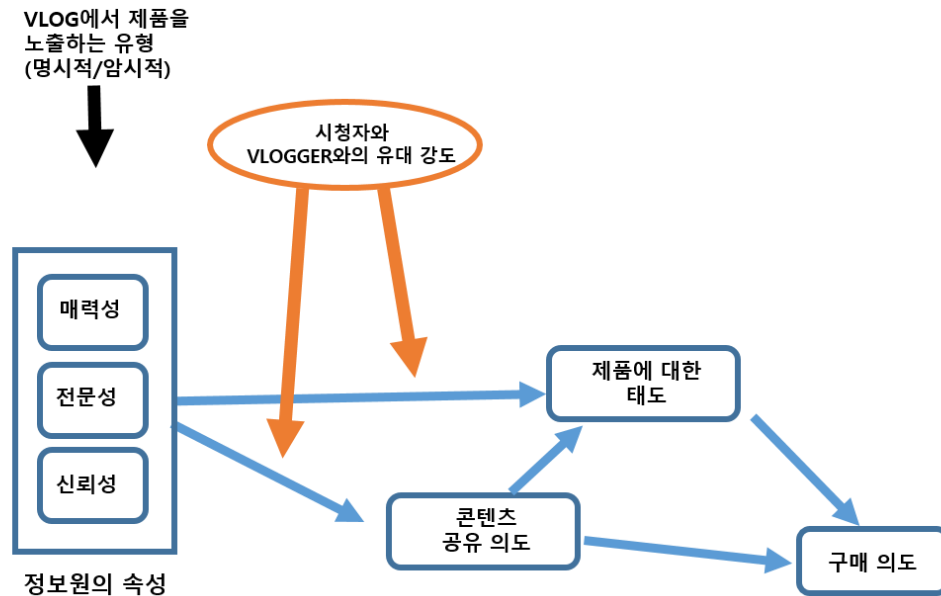 VLOG에서 제품을
노출하는 유형
(명시적/암시적)
시청자와
VLOGGER와의 유대 강도
매력성
전문성
신뢰성
정보원의 속성
제품에 대한
태도
콘텐츠
공유 의도
구매 의도